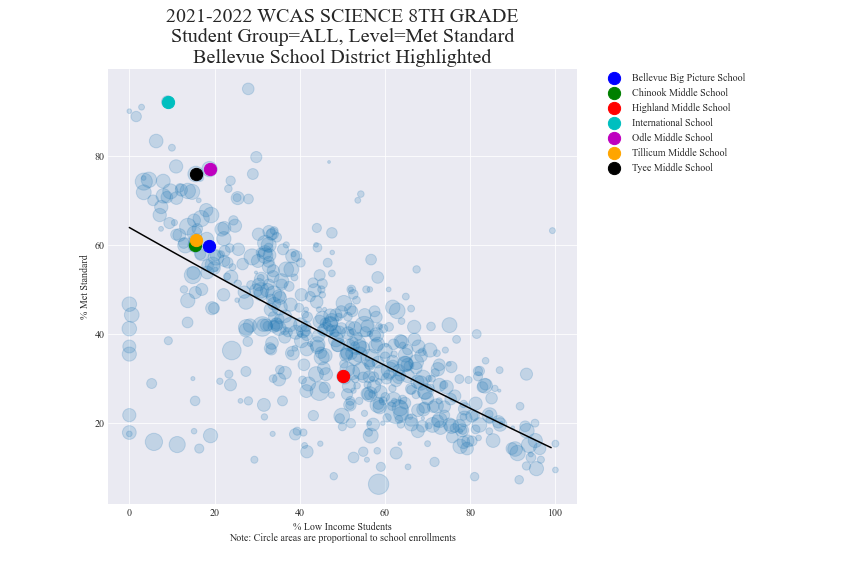 2021-2022 WCAS SCIENCE 8TH GRADE
Student Group=ALL, Level=Met Standard
Bellevue School District Highlighted
Bellevue Big Picture School
Chinook Middle School
Highland Middle School
International School
Odle Middle School
Tillicum Middle School
Tyee Middle School
% Met Standard
80
60
40
20
0 20 40 60 80 100
% Low Income Students
Note: Circle areas are proportional to school enrollments